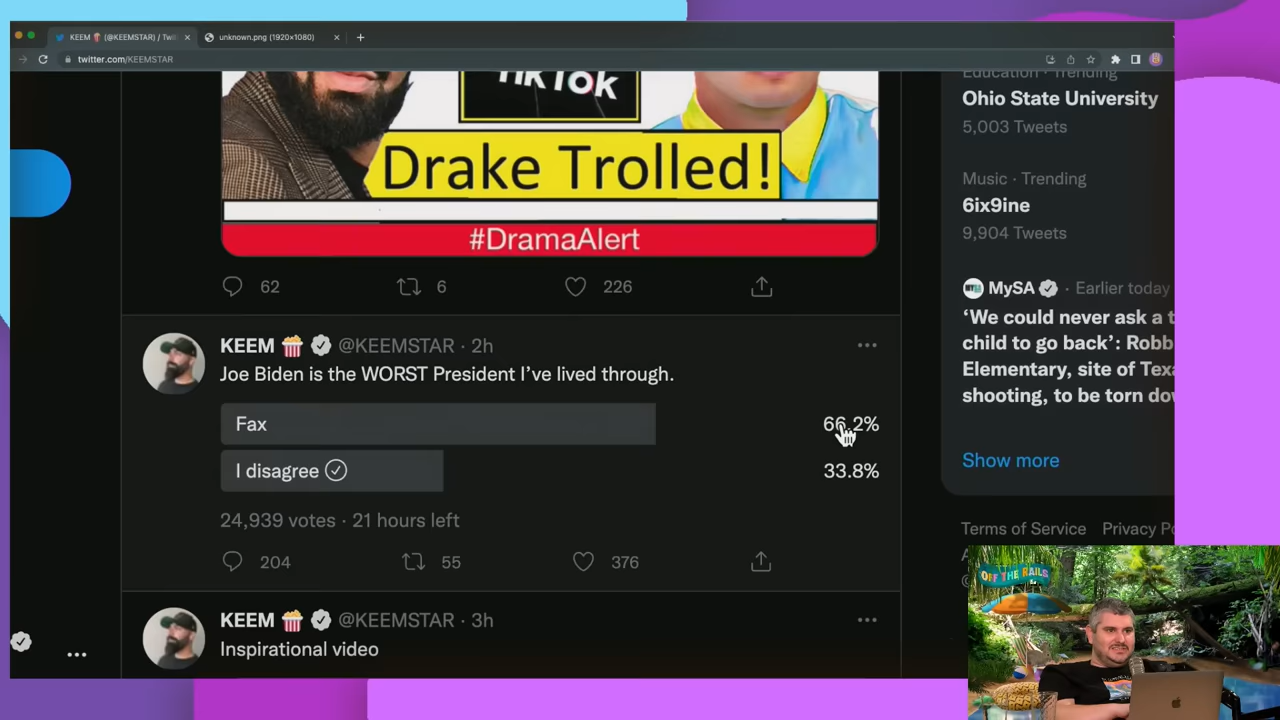 KEEM 🍿 (@KEEMSTAR) / Twi
unknown.png (1920×1080)
twitter.com/KEEMSTAR
TikTok
Drake Trolled!
#DramaAlert
62
6
226
KEEM 🍿 @KEEMSTAR · 2h
Joe Biden is the WORST President I’ve lived through.
Fax
66.2%
I disagree
33.8%
24,939 votes · 21 hours left
204
55
376
KEEM 🍿 @KEEMSTAR · 3h
Inspirational video
Education · Trending
Ohio State University
5,003 Tweets
Music · Trending
6ix9ine
9,904 Tweets
MySA · Earlier today
‘We could never ask a t
child to go back’: Robb
Elementary, site of Texa
shooting, to be torn dow
Show more
Terms of Service Privacy Po
OFF THE RAILS